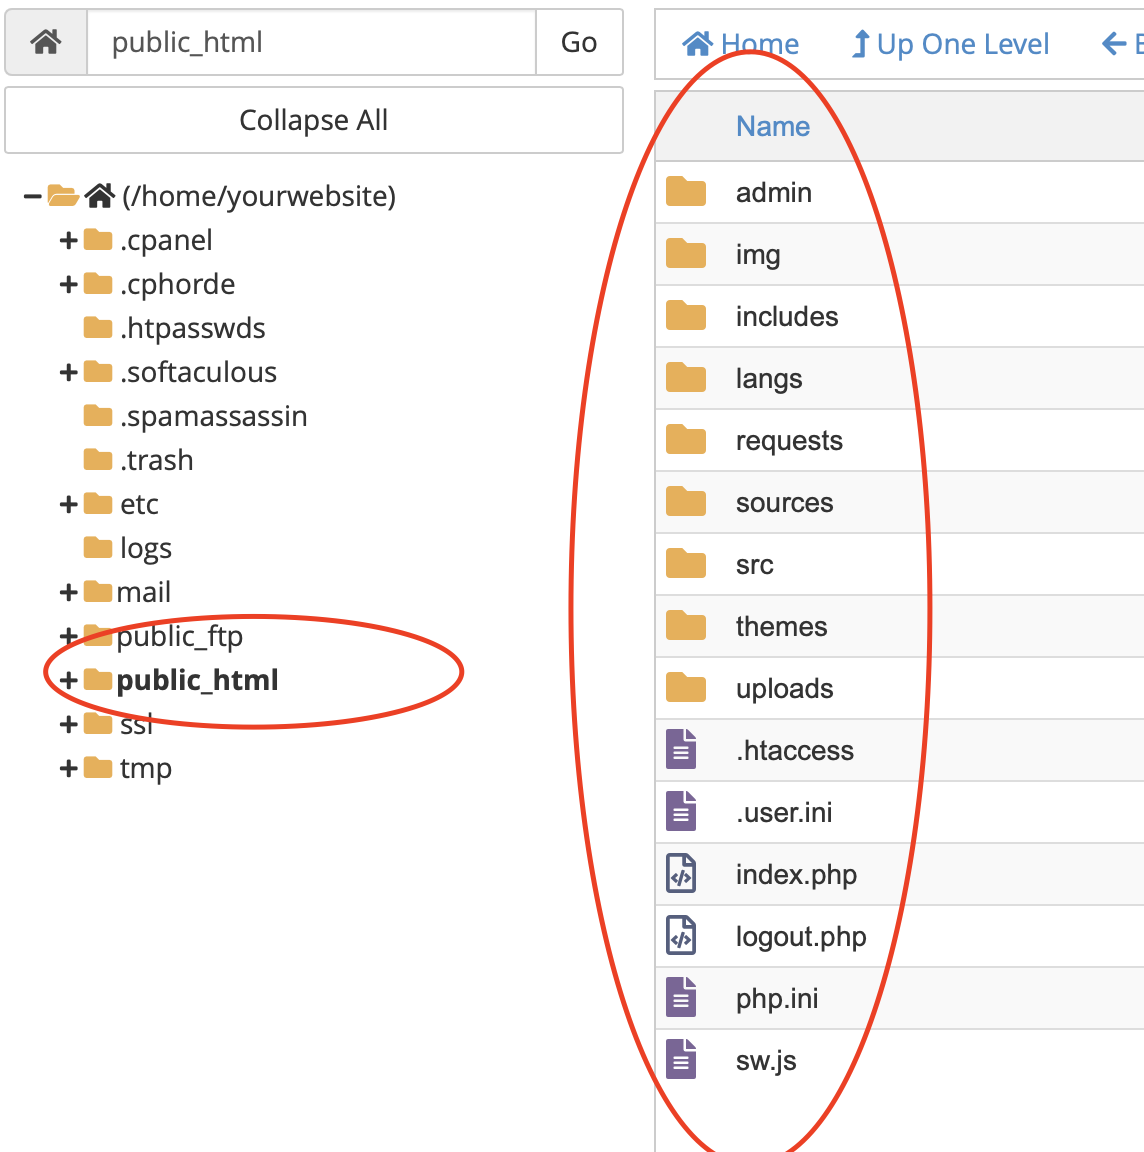 public_html
Go
Collapse All
(/home/yourwebsite)
.cpanel
.cphorde
.htpasswds
.softaculous
.spamassassin
.trash
etc
logs
mail
public_ftp
public_html
ssl
tmp
Home
Up One Level
Name
admin
img
includes
langs
requests
sources
src
themes
uploads
.htaccess
.user.ini
index.php
logout.php
php.ini
sw.js